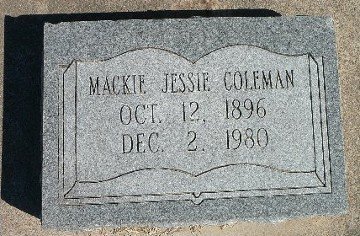 MACKIE JESSIE COLEMAN
OCT. 12, 1896
DEC. 2, 1980